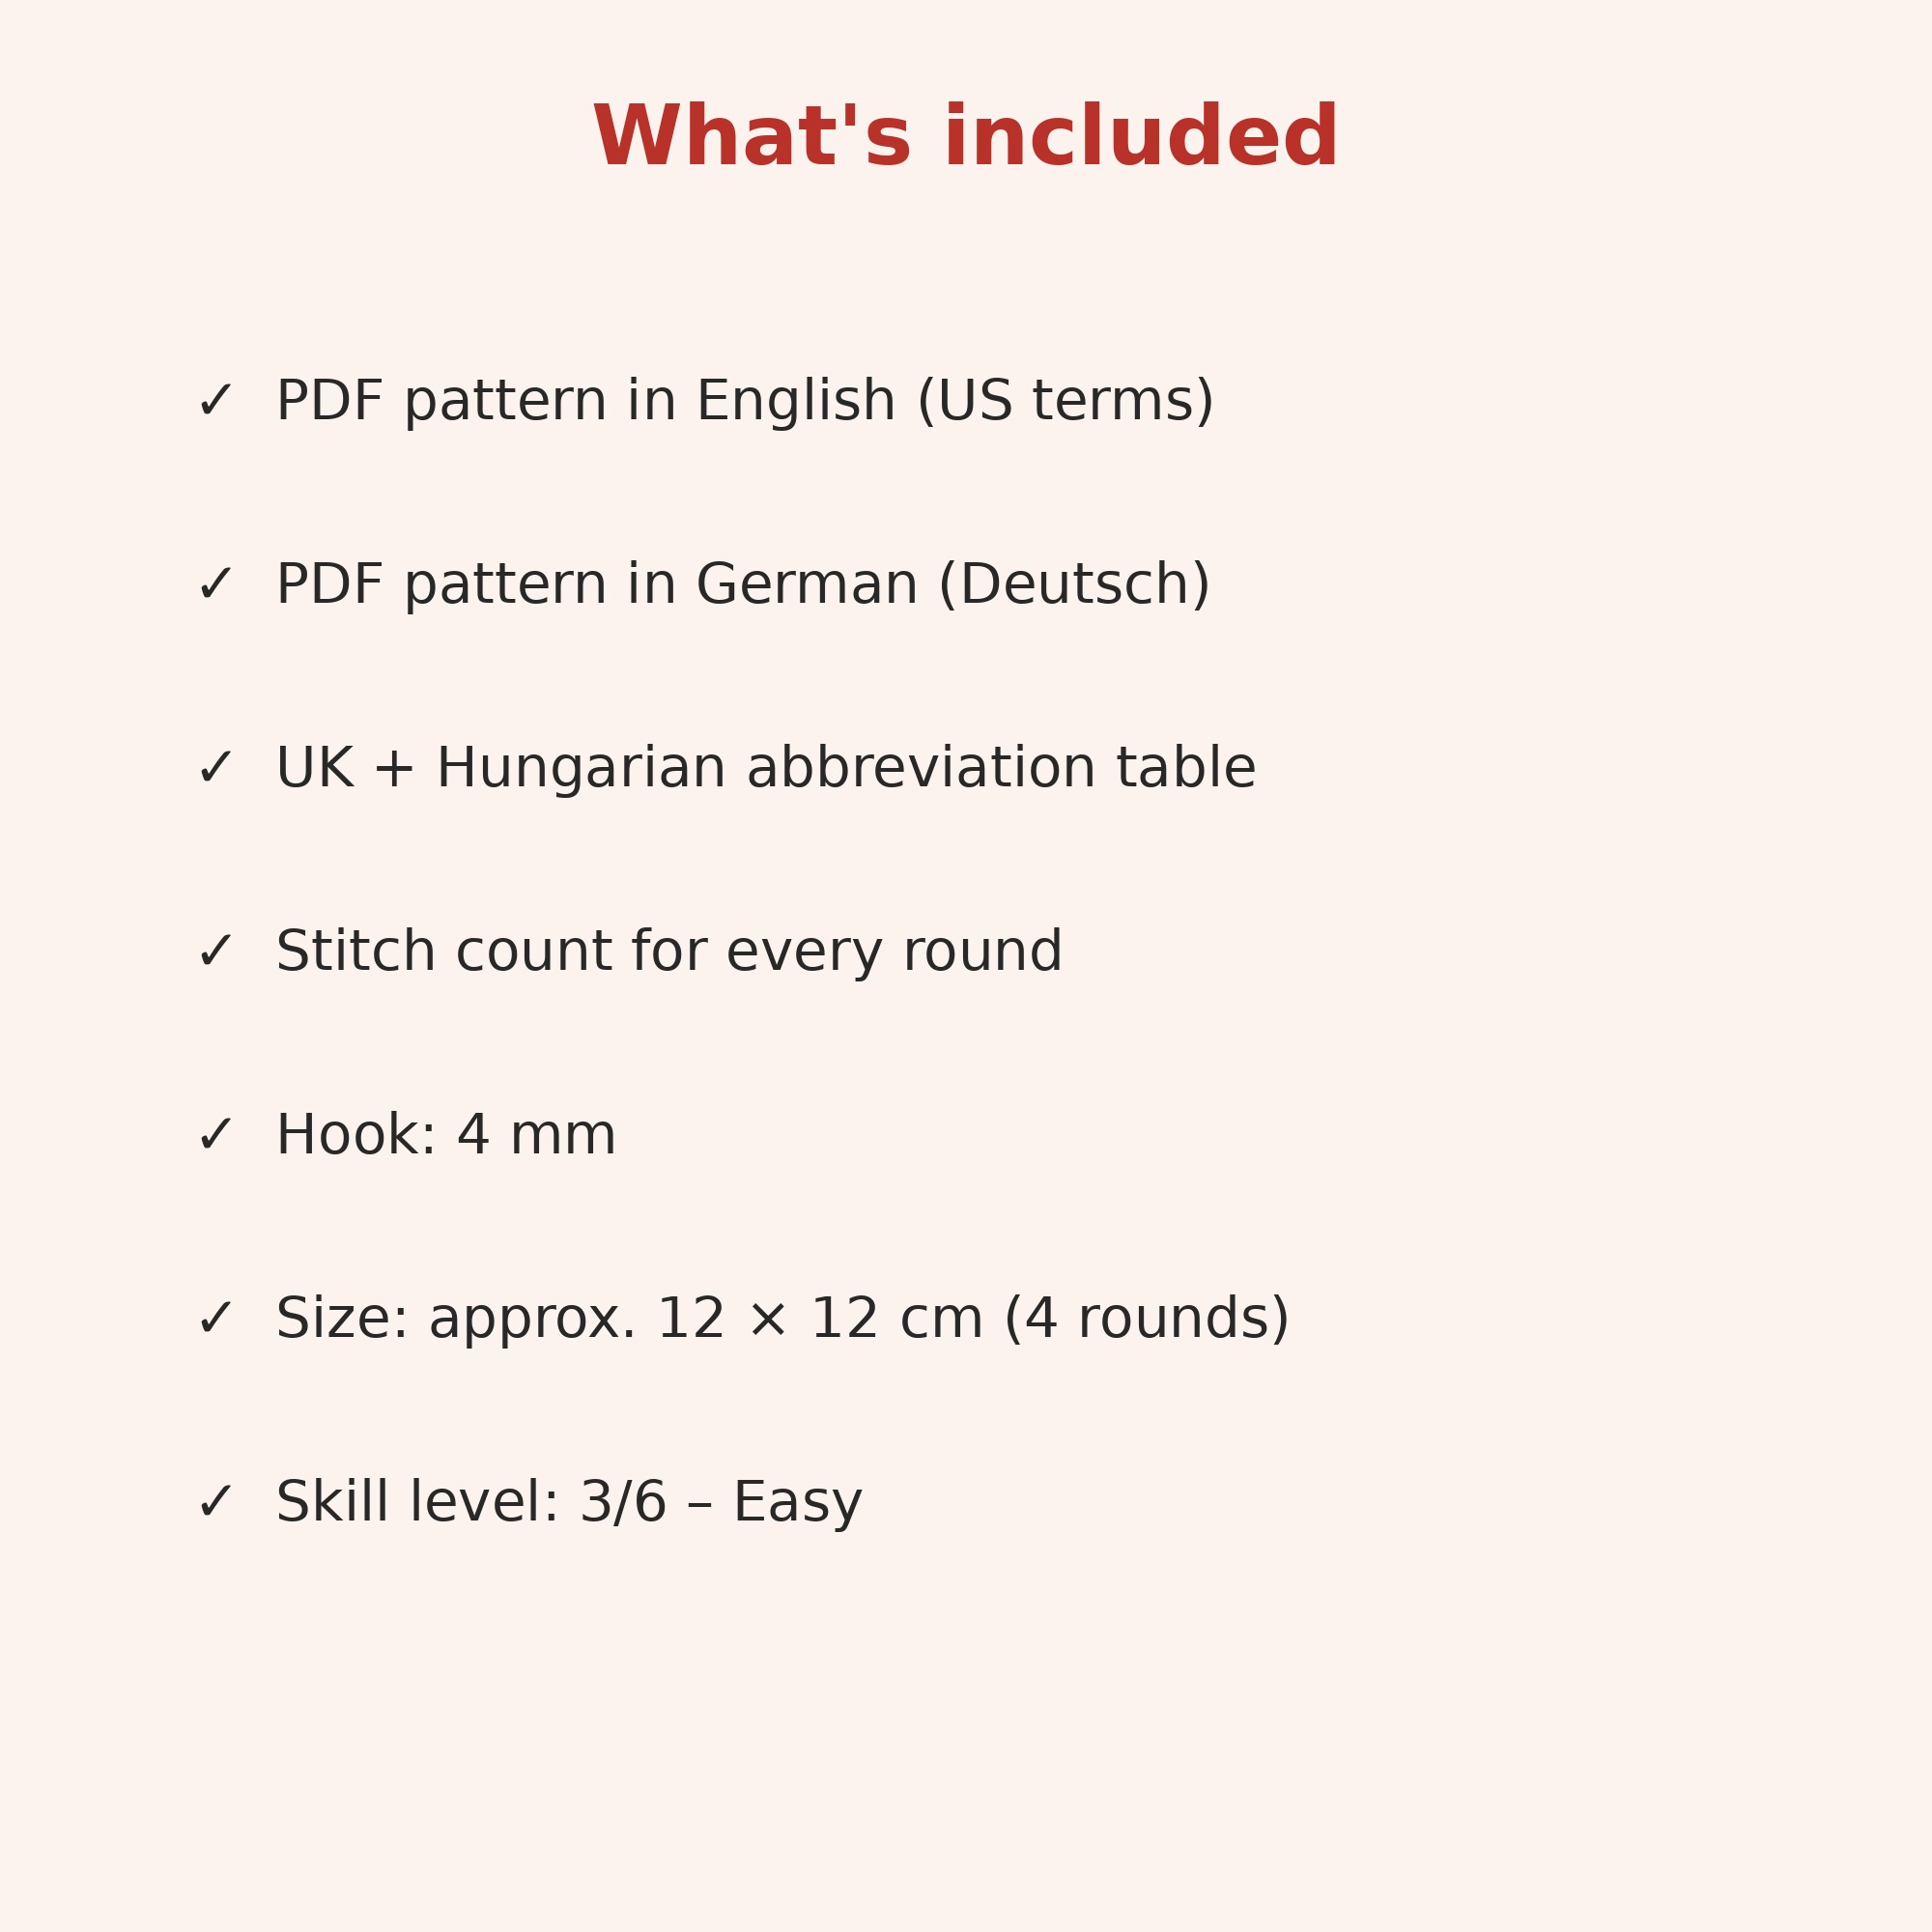 What's included
✓ PDF pattern in English (US terms)
✓ PDF pattern in German (Deutsch)
✓ UK + Hungarian abbreviation table
✓ Stitch count for every round
✓ Hook: 4 mm
✓ Size: approx. 12 × 12 cm (4 rounds)
✓ Skill level: 3/6 – Easy